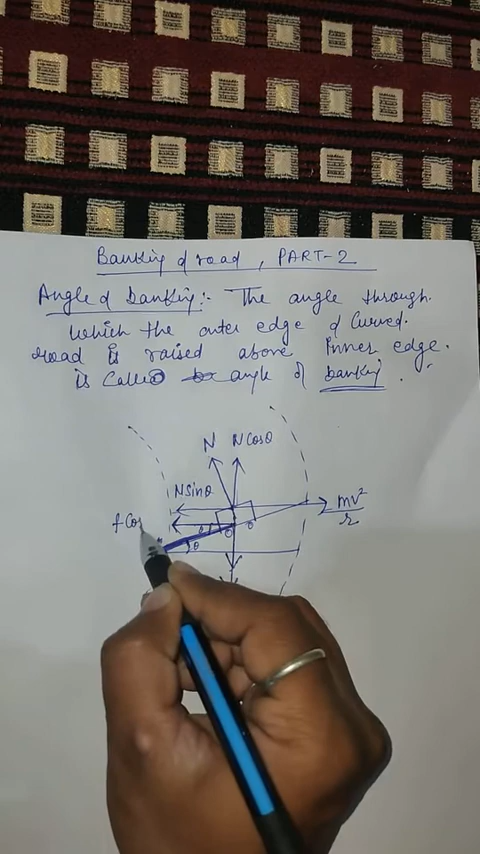 Banking of road, PART-2
Angle of banking:- The angle through
which the outer edge of Curved
road is raised above Inner edge.
is Called angle of banking.
N NCosθ
NSinθ
mv²
r
f Cos
θ
θ
θ